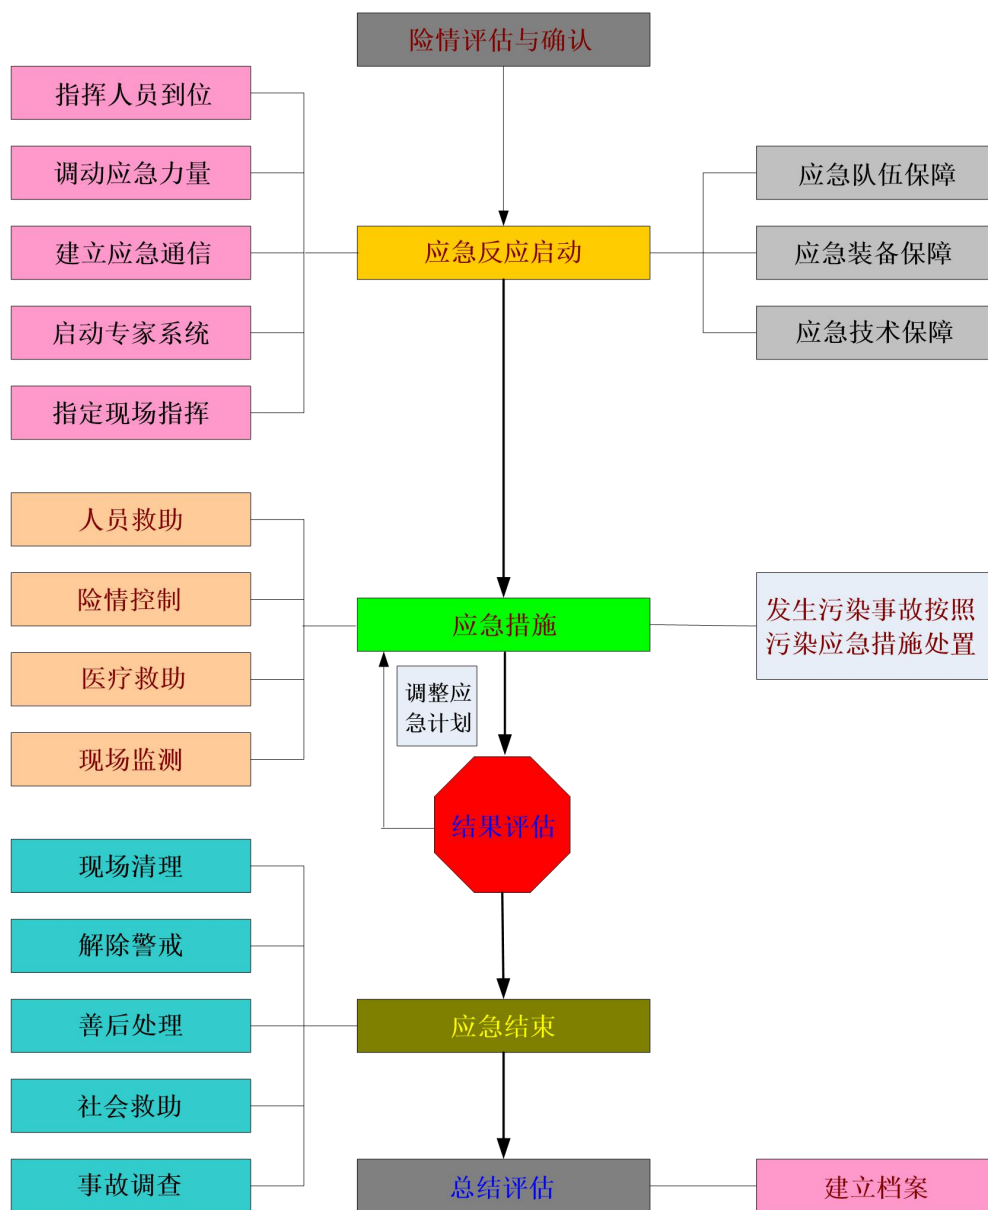 险情评估与确认
指挥人员到位
调动应急力量
建立应急通信
启动专家系统
指定现场指挥
应急反应启动
应急队伍保障
应急装备保障
应急技术保障
人员救助
险情控制
医疗救助
现场监测
应急措施
发生污染事故按照
污染应急措施处置
调整应
急计划
结果评估
现场清理
解除警戒
善后处理
社会救助
事故调查
应急结束
总结评估
建立档案